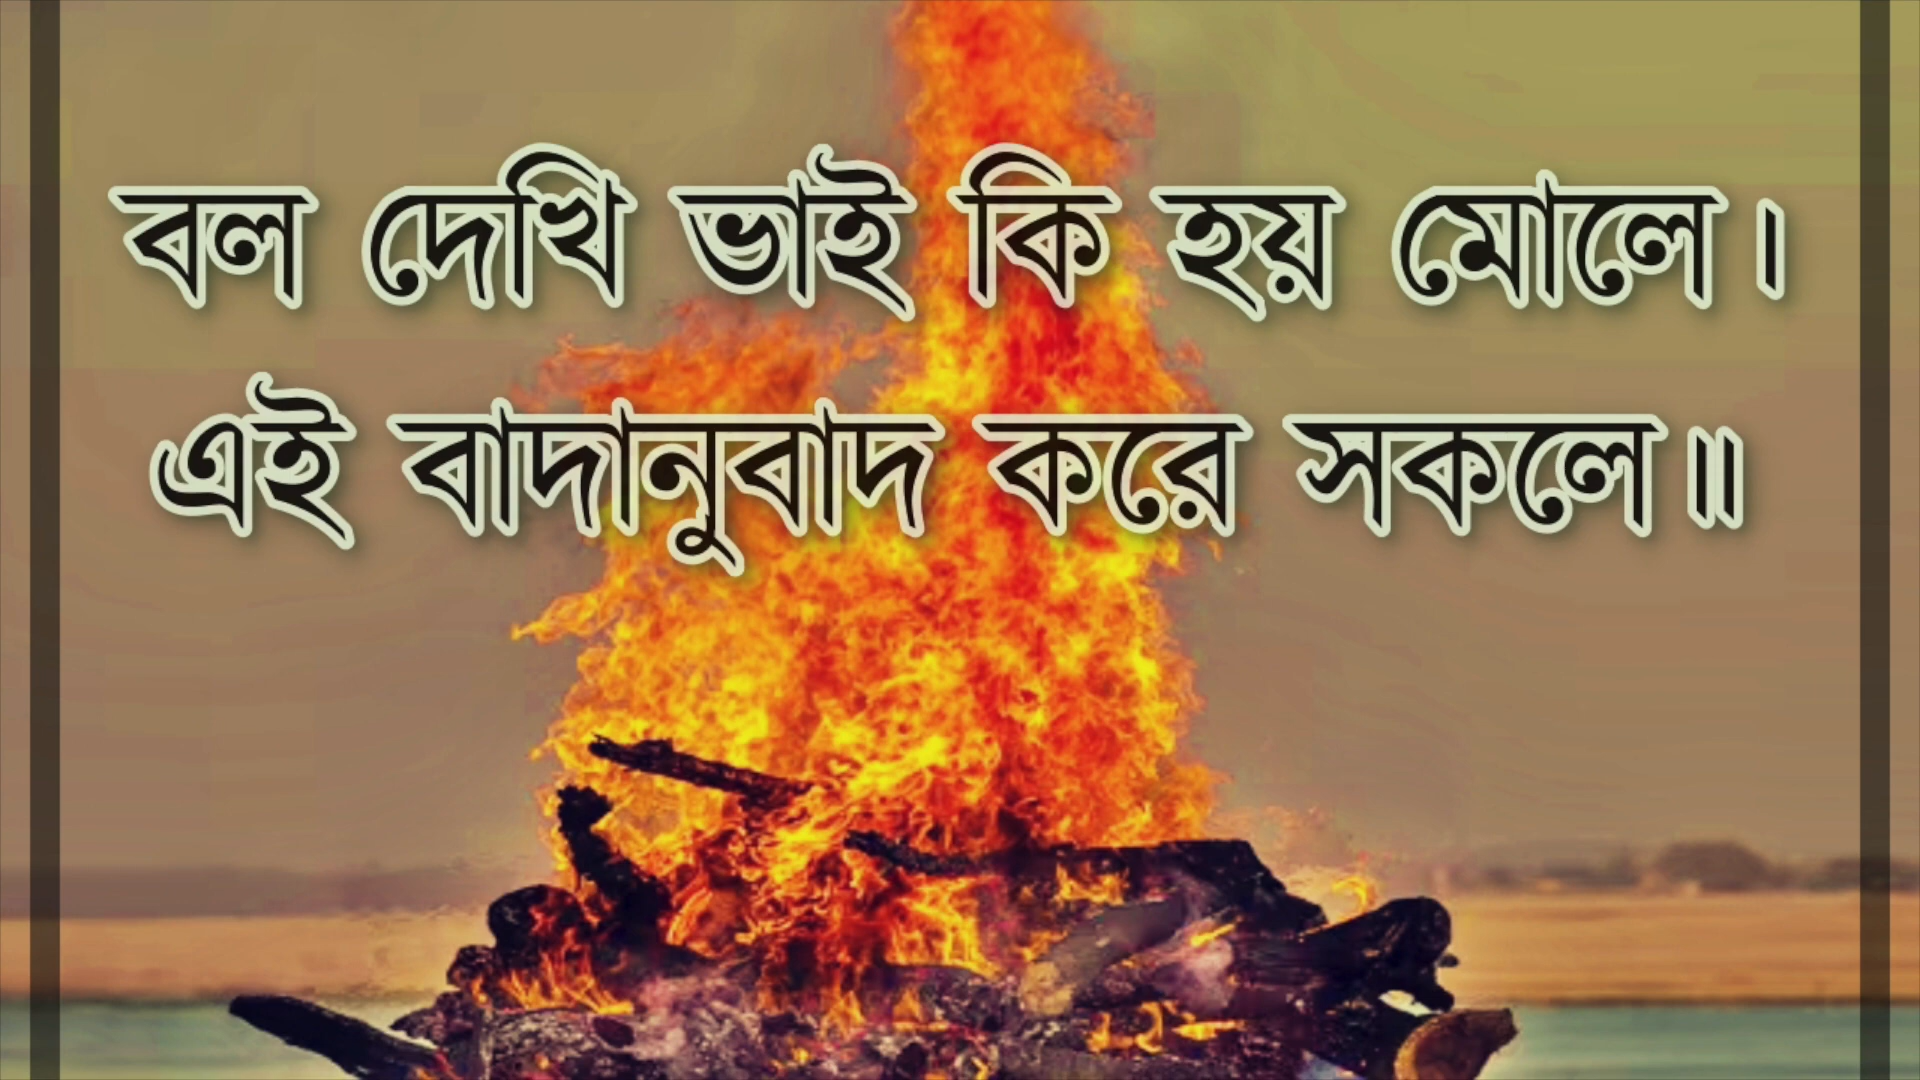 বল দেখি ভাই কি হয় মোলে।
এই বাদানুবাদ করে সকলে॥